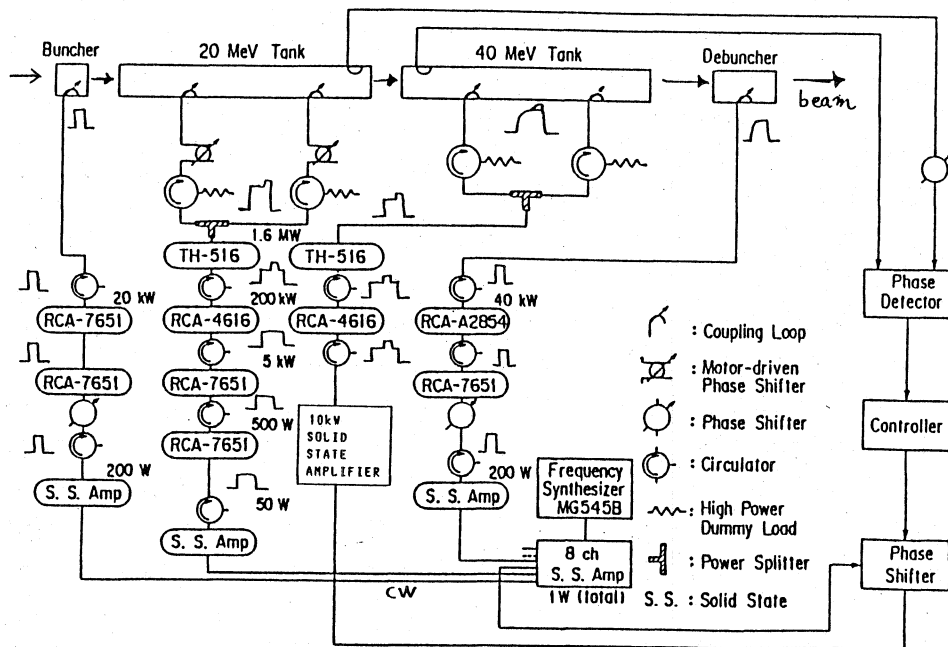 Buncher
20 MeV Tank
40 MeV Tank
Debuncher
beam
1.6 MW
TH-516
TH-516
20 kW
200 kW
40 kW
RCA-7651
RCA-4616
RCA-4616
RCA-A2854
5 kW
RCA-7651
RCA-7651
RCA-7651
500 W
RCA-7651
10kW
SOLID
STATE
AMPLIFIER
200 W
S. S. Amp
50 W
S. S. Amp
200 W
S. S. Amp
Frequency
Synthesizer
MG545B
8 ch
S. S. Amp
1W (total)
CW
: Coupling Loop
: Motor-driven
Phase Shifter
: Phase Shifter
: Circulator
: High Power
Dummy Load
: Power Splitter
S. S. : Solid State
Phase
Detector
Controller
Phase
Shifter